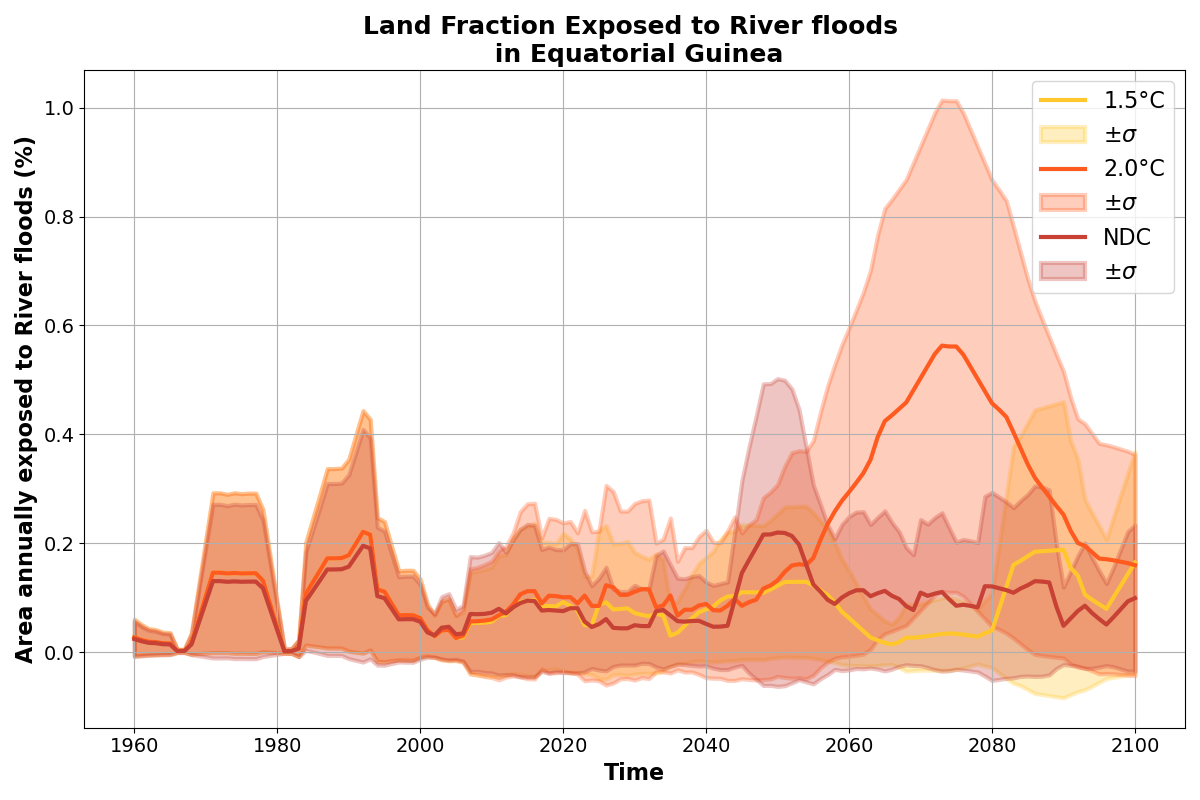 Land Fraction Exposed to River floods
in Equatorial Guinea
Area annually exposed to River floods (%)
1.0
0.8
0.6
0.4
0.2
0.0
1960
1980
2000
2020
2040
2060
2080
2100
Time
1.5°C
±σ
2.0°C
±σ
NDC
±σ